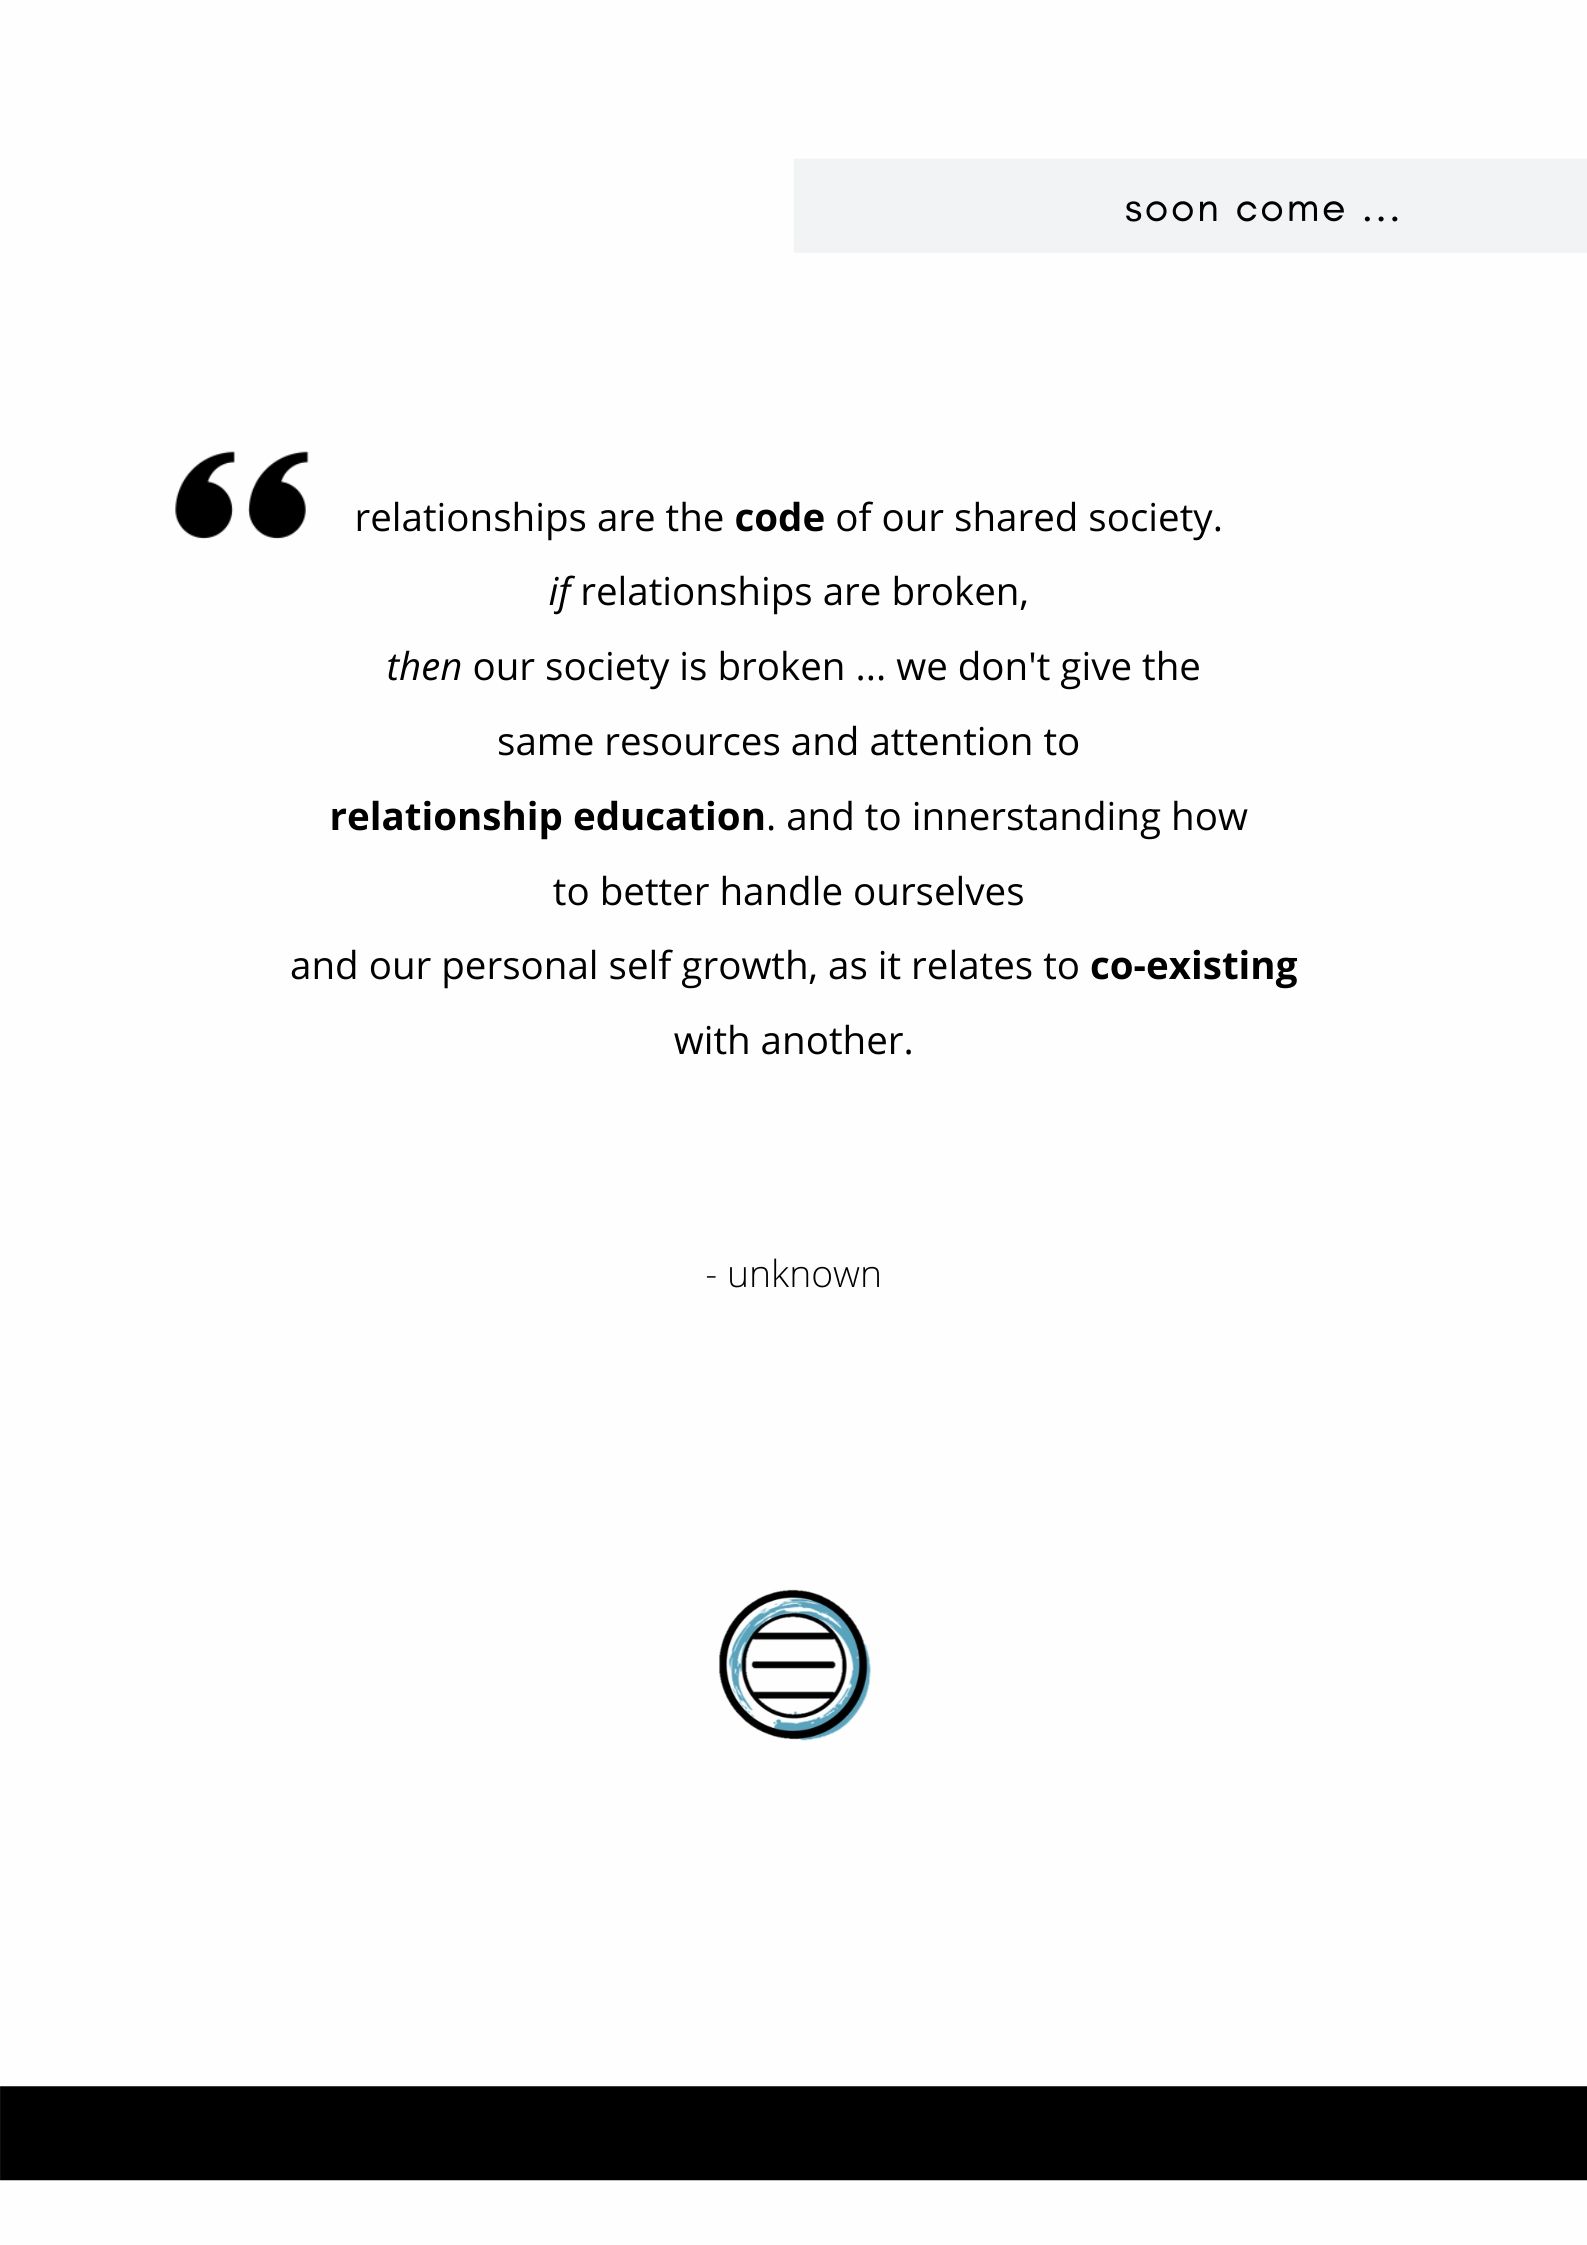 soon come ...
“ relationships are the code of our shared society.
if relationships are broken,
then our society is broken ... we don't give the
same resources and attention to
relationship education. and to innerstanding how
to better handle ourselves
and our personal self growth, as it relates to co-existing
with another.
- unknown